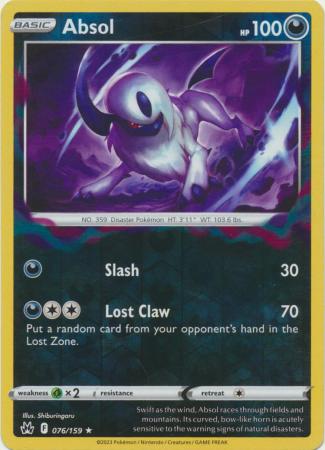 BASIC Absol HP 100
NO. 359 Disaster Pokémon HT: 3'11" WT: 103.6 lbs.
Slash 30
Lost Claw 70
Put a random card from your opponent's hand in
the Lost Zone.
weakness ×2 resistance retreat
Illus. Shiburingaru
F 076/159 ★
Swift as the wind, Absol races through fields and
mountains. Its curved, bow-like horn is acutely
sensitive to the warning signs of natural disasters.
©2023 Pokémon / Nintendo / Creatures / GAME FREAK